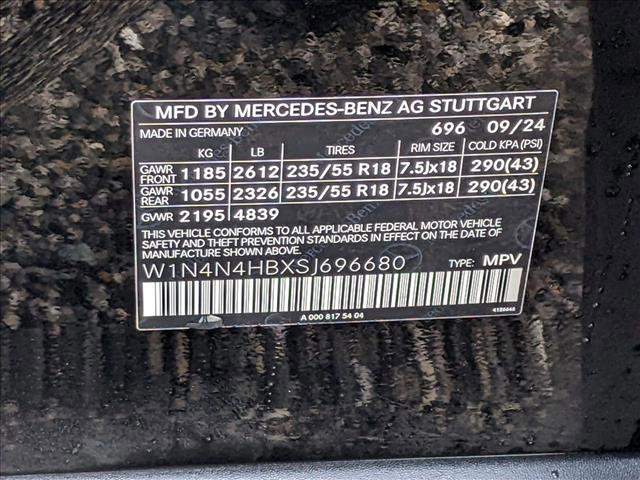 MFD BY MERCEDES-BENZ AG STUTTGART
MADE IN GERMANY 696 09/24
KG LB TIRES RIM SIZE COLD KPA (PSI)
GAWR FRONT 1185 2612 235/55 R18 7.5Jx18 290(43)
GAWR REAR 1055 2326 235/55 R18 7.5Jx18 290(43)
GVWR 2195 4839
THIS VEHICLE CONFORMS TO ALL APPLICABLE FEDERAL MOTOR VEHICLE
SAFETY AND THEFT PREVENTION STANDARDS IN EFFECT ON THE DATE
OF MANUFACTURE SHOWN ABOVE.
W1N4N4HBXSJ696680 TYPE: MPV
A 000 817 54 04